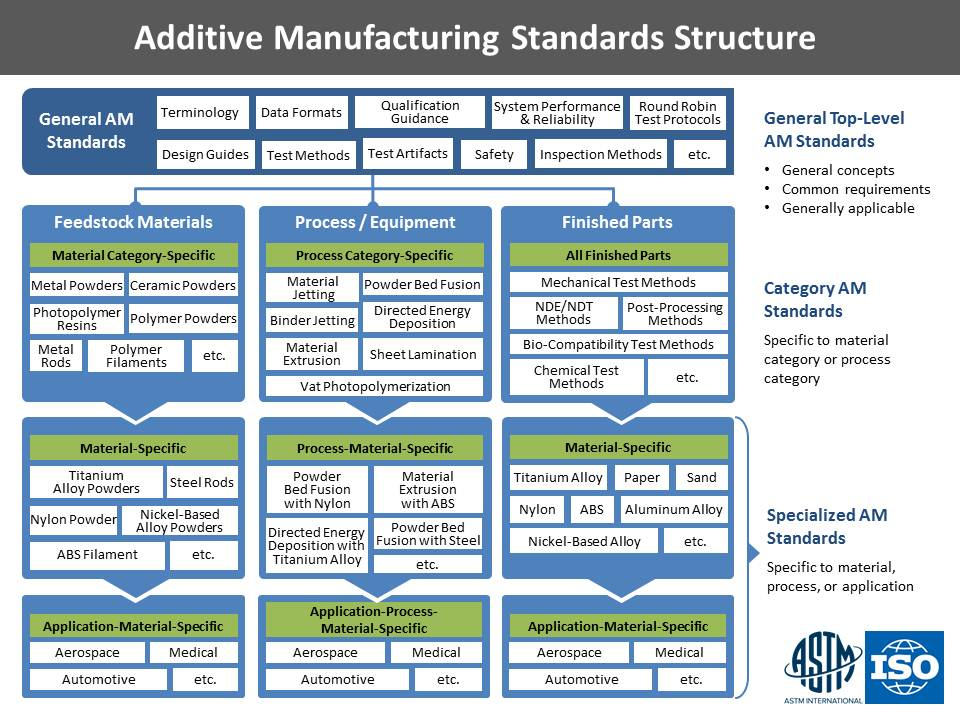 Additive Manufacturing Standards Structure
General AM
Standards
Terminology
Data Formats
Qualification
Guidance
System Performance
& Reliability
Round Robin
Test Protocols
Design Guides
Test Methods
Test Artifacts
Safety
Inspection Methods
etc.
General Top-Level
AM Standards
• General concepts
• Common requirements
• Generally applicable
Feedstock Materials
Material Category-Specific
Metal Powders
Ceramic Powders
Photopolymer
Resins
Polymer Powders
Metal
Rods
Polymer
Filaments
etc.
Process / Equipment
Process Category-Specific
Material
Jetting
Powder Bed Fusion
Binder Jetting
Directed Energy
Deposition
Material
Extrusion
Sheet Lamination
Vat Photopolymerization
Finished Parts
All Finished Parts
Mechanical Test Methods
NDE/NDT
Methods
Post-Processing
Methods
Bio-Compatibility Test Methods
Chemical Test
Methods
etc.
Category AM
Standards
Specific to material
category or process
category
Material-Specific
Titanium
Alloy Powders
Steel Rods
Nylon Powder
Nickel-Based
Alloy Powders
ABS Filament
etc.
Process-Material-Specific
Powder
Bed Fusion
with Nylon
Material
Extrusion
with ABS
Directed Energy
Deposition with
Titanium Alloy
Powder Bed
Fusion with Steel
etc.
Material-Specific
Titanium Alloy
Paper
Sand
Nylon
ABS
Aluminum Alloy
Nickel-Based Alloy
etc.
Specialized AM
Standards
Specific to material,
process, or application
Application-Material-Specific
Aerospace
Medical
Automotive
etc.
Application-Process-
Material-Specific
Aerospace
Medical
Automotive
etc.
Application-Material-Specific
Aerospace
Medical
Automotive
etc.
ASTM
ASTM INTERNATIONAL
ISO